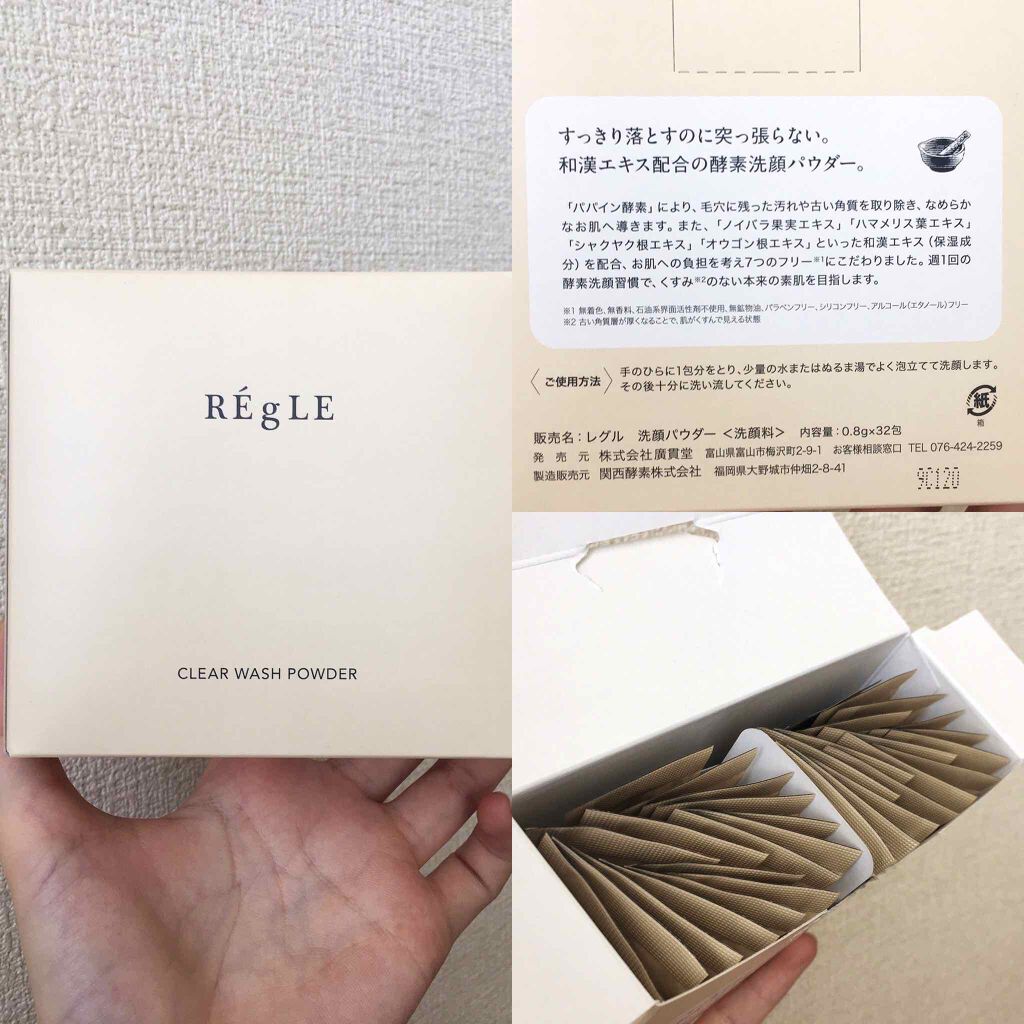 RÉgLE
CLEAR WASH POWDER
すっきり落とすのに突っ張らない。
和漢エキス配合の酵素洗顔パウダー。
「パパイン酵素」により、毛穴に残った汚れや古い角質を取り除き、なめらか
なお肌へ導きます。また、「ノイバラ果実エキス」「ハマメリス葉エキス」
「シャクヤク根エキス」「オウゴン根エキス」といった和漢エキス（保湿成
分）を配合、お肌への負担を考え7つのフリー※1にこだわりました。週1回の
酵素洗顔習慣で、くすみ※2のない本来の素肌を目指します。
※1 無着色、無香料、石油系界面活性剤不使用、無鉱物油、パラベンフリー、シリコンフリー、アルコール（エタノール）フリー
※2 古い角質層が厚くなることで、肌がくすんで見える状態
〈ご使用方法〉 手のひらに1包分をとり、少量の水またはぬるま湯でよく泡立てて洗顔します。
その後十分に洗い流してください。
紙
箱
販売名：レグル 洗顔パウダー ＜洗顔料＞ 内容量：0.8g×32包
発売元 株式会社廣貫堂 富山県富山市梅沢町2-9-1 お客様相談窓口 TEL 076-424-2259
製造販売元 関西酵素株式会社 福岡県大野城市仲畑2-8-41
9C120